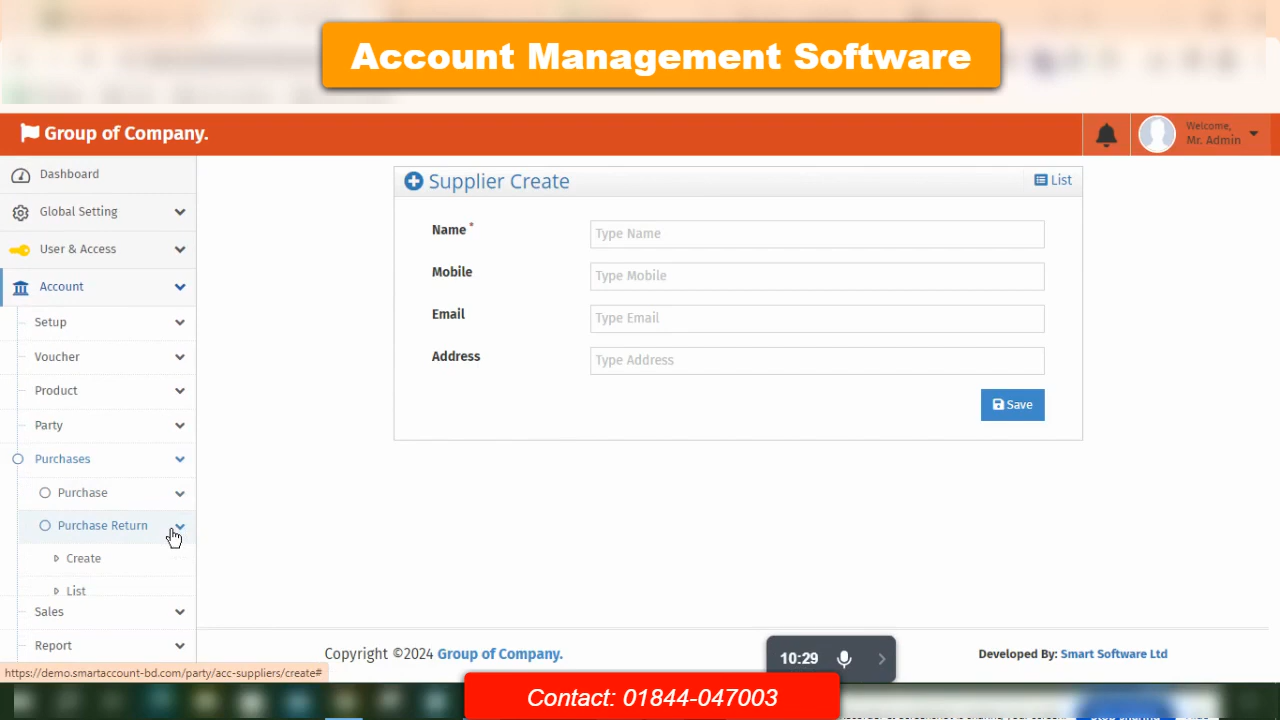 Account Management Software
Group of Company.
Welcome,
Mr. Admin
Dashboard
Global Setting
User & Access
Account
Setup
Voucher
Product
Party
Purchases
Purchase
Purchase Return
Create
List
Sales
Report
Supplier Create
List
Name *
Type Name
Mobile
Type Mobile
Email
Type Email
Address
Type Address
Save
Copyright ©2024 Group of Company.
10:29
Developed By: Smart Software Ltd
https://demo.smartaccount-bd.com/party/acc-suppliers/create#
Contact: 01844-047003